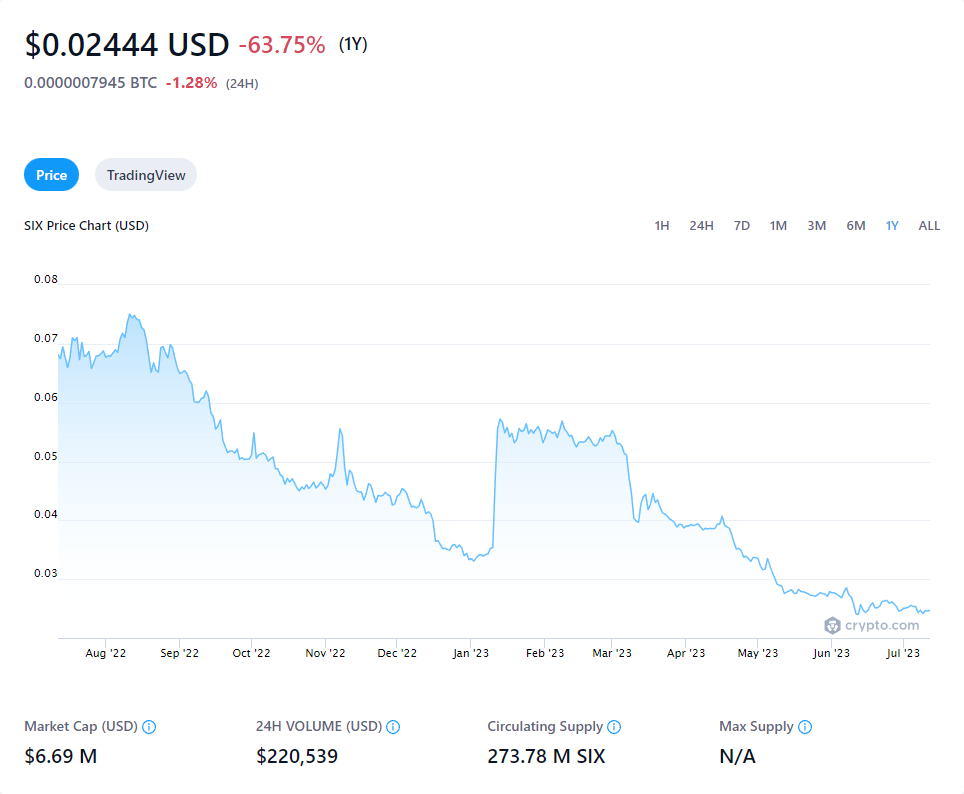 $0.02444 USD -63.75% (1Y)
0.0000007945 BTC -1.28% (24H)
Price TradingView
SIX Price Chart (USD) 1H 24H 7D 1M 3M 6M 1Y ALL
0.08
0.07
0.06
0.05
0.04
0.03
crypto.com
Aug '22 Sep '22 Oct '22 Nov '22 Dec '22 Jan '23 Feb '23 Mar '23 Apr '23 May '23 Jun '23 Jul '23
Market Cap (USD) 24H VOLUME (USD) Circulating Supply Max Supply
$6.69 M $220,539 273.78 M SIX N/A